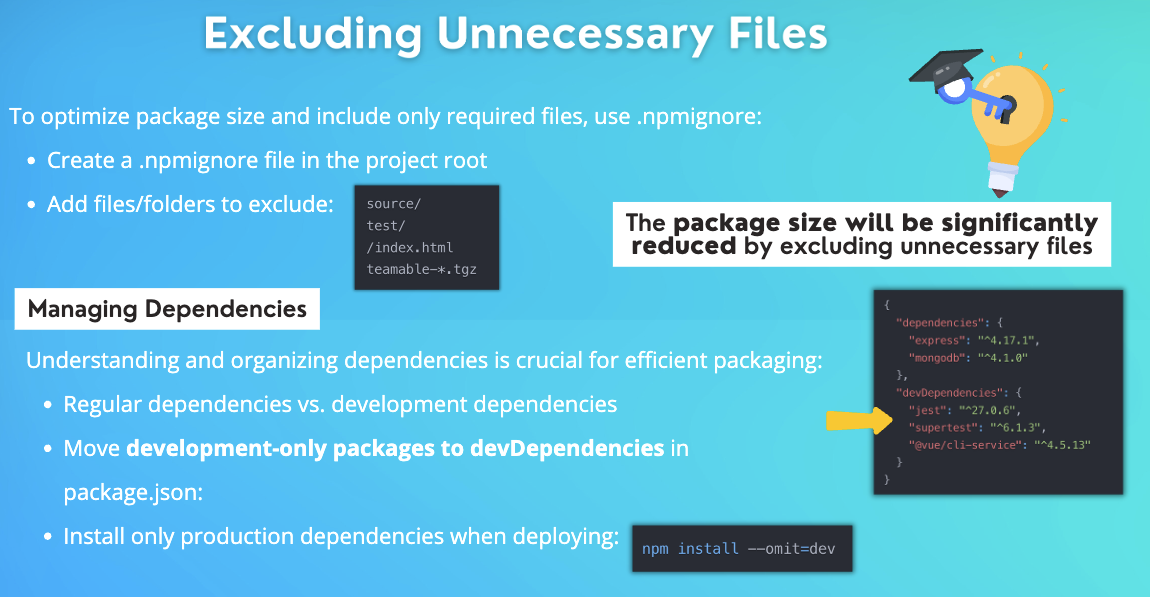 Excluding Unnecessary Files
To optimize package size and include only required files, use .npmignore:
• Create a .npmignore file in the project root
• Add files/folders to exclude:
source/
test/
/index.html
teamable-*.tgz
The package size will be significantly
reduced by excluding unnecessary files
Managing Dependencies
Understanding and organizing dependencies is crucial for efficient packaging:
• Regular dependencies vs. development dependencies
• Move development-only packages to devDependencies in
package.json:
{
"dependencies": {
"express": "^4.17.1",
"mongodb": "^4.1.0"
},
"devDependencies": {
"jest": "^27.0.6",
"supertest": "^6.1.3",
"@vue/cli-service": "^4.5.13"
}
}
• Install only production dependencies when deploying:
npm install --omit=dev